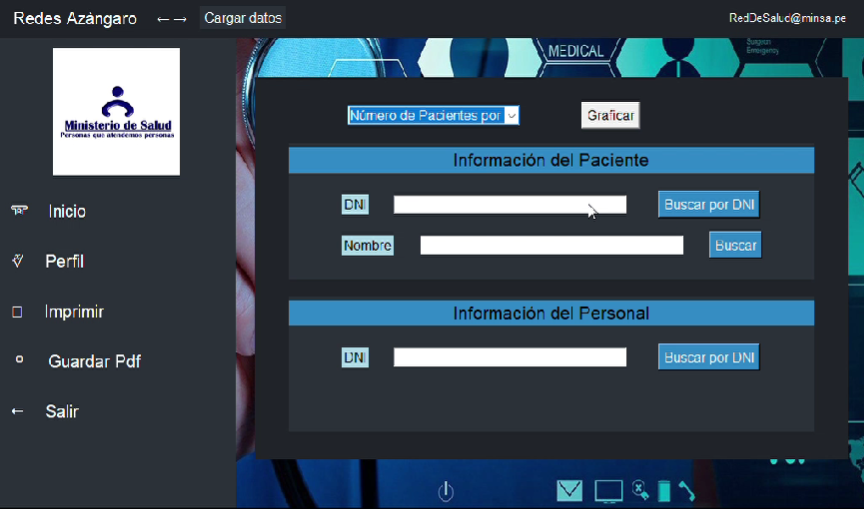 Redes Azángaro ←→ Cargar datos RedDeSalud@minsa.pe
MEDICAL
Surgeon
Emergency
Ministerio de Salud
Personas que atendemos personas
Inicio
Perfil
Imprimir
Guardar Pdf
← Salir
Número de Pacientes por
Graficar
Información del Paciente
DNI
Buscar por DNI
Nombre
Buscar
Información del Personal
DNI
Buscar por DNI